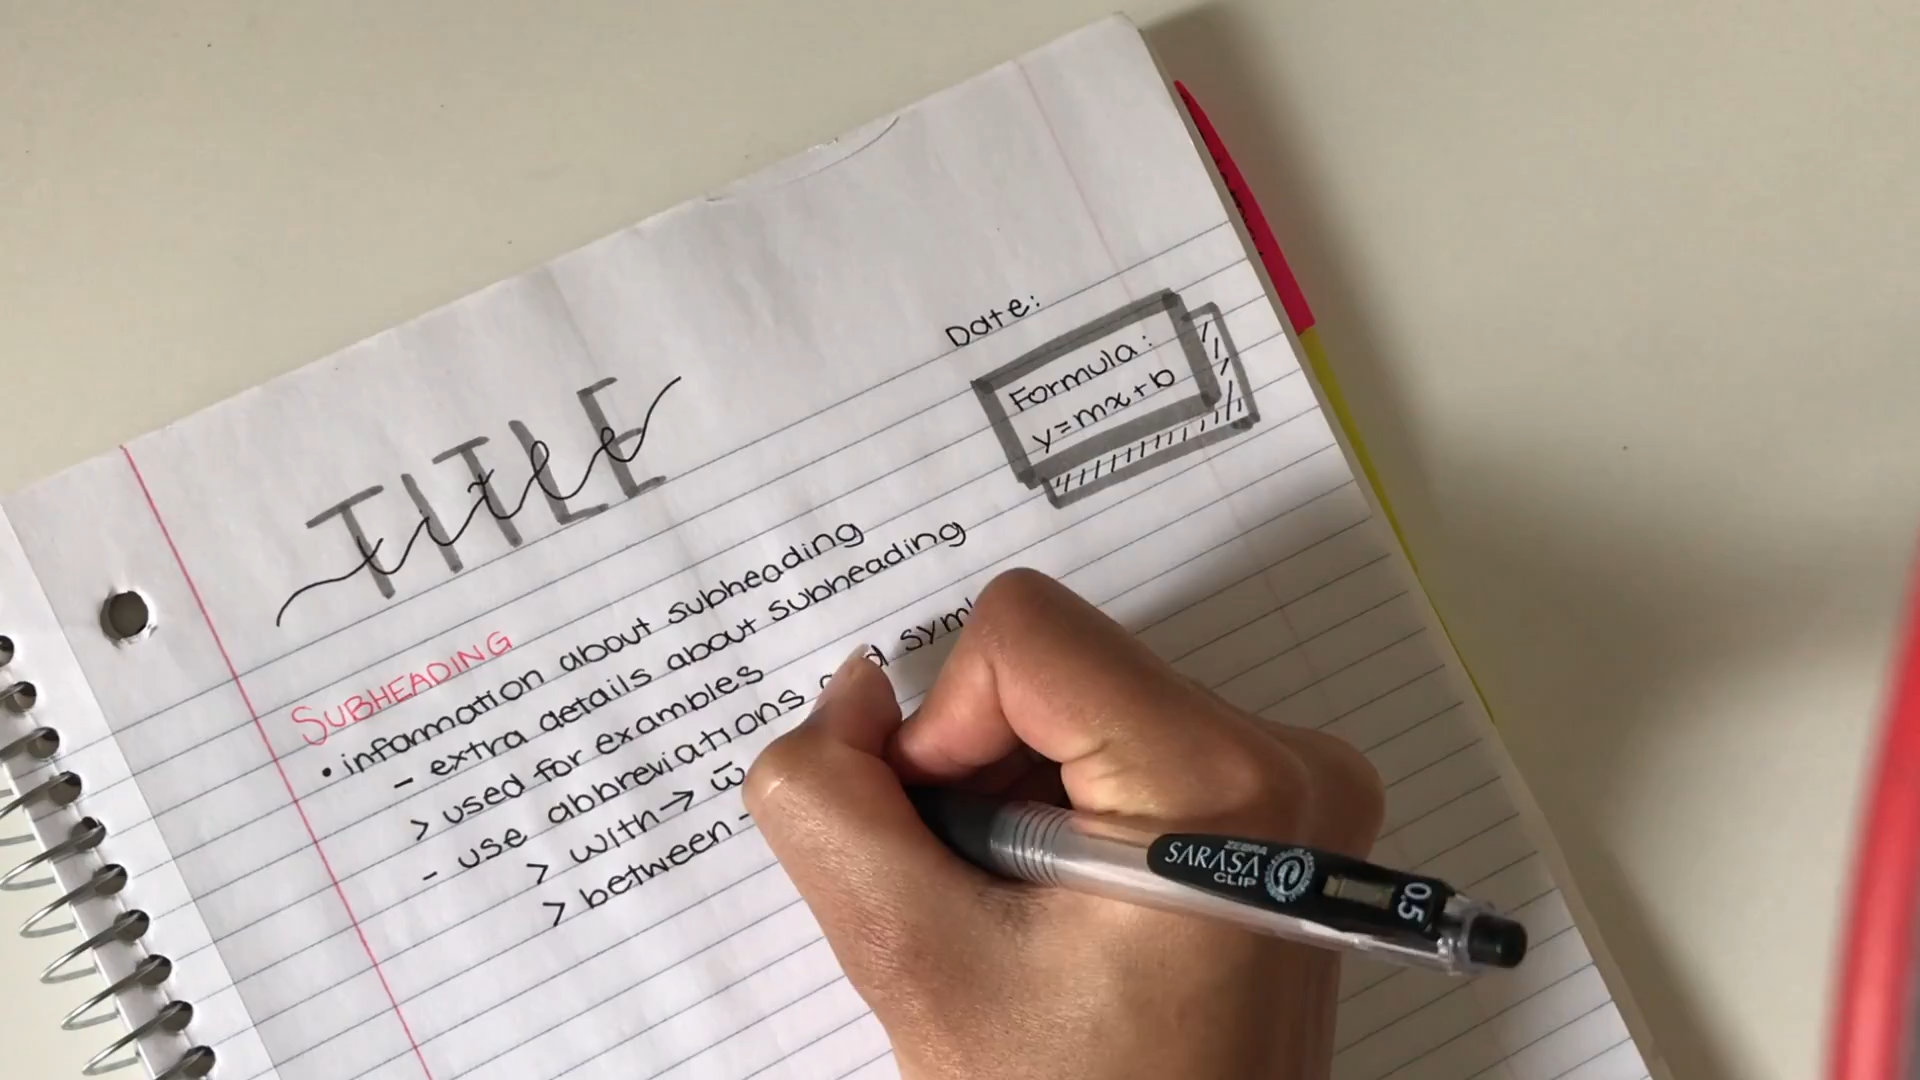 Date:
Formula:
y=mx+b
TITLE
title
SUBHEADING
• information about subheading
- extra details about subheading
> used for exambles
- use abbreviations
> with → w̄
> between -
ZEBRA
SARASA
CLIP
0.5